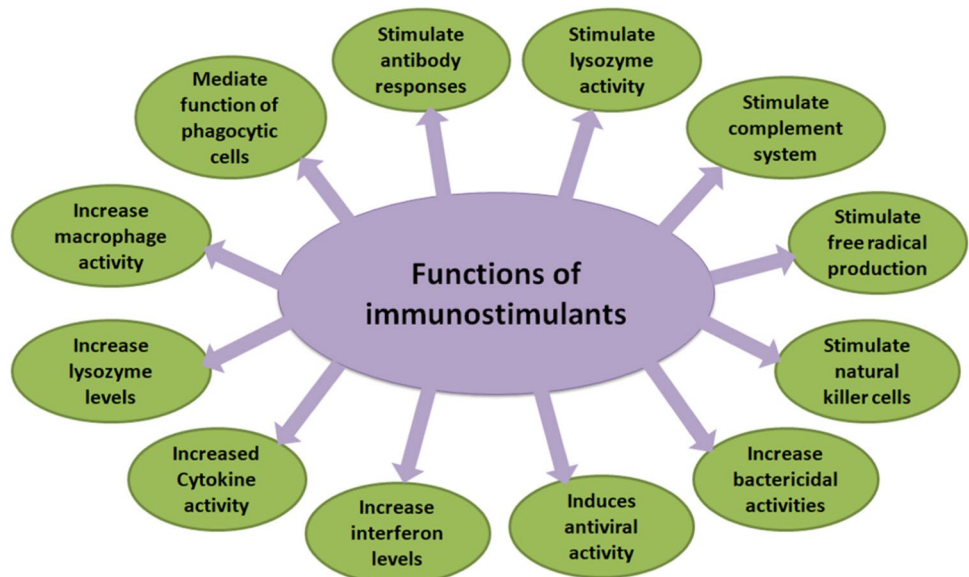 Functions of
immunostimulants
Stimulate
antibody
responses
Stimulate
lysozyme
activity
Stimulate
complement
system
Stimulate
free radical
production
Stimulate
natural
killer cells
Increase
bactericidal
activities
Induces
antiviral
activity
Increase
interferon
levels
Increased
Cytokine
activity
Increase
lysozyme
levels
Increase
macrophage
activity
Mediate
function of
phagocytic
cells